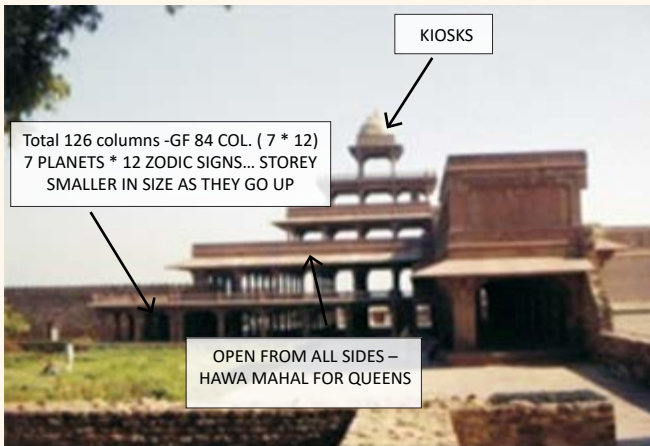 KIOSKS
Total 126 columns -GF 84 COL. ( 7 * 12)
7 PLANETS * 12 ZODIC SIGNS... STOREY
SMALLER IN SIZE AS THEY GO UP
OPEN FROM ALL SIDES –
HAWA MAHAL FOR QUEENS